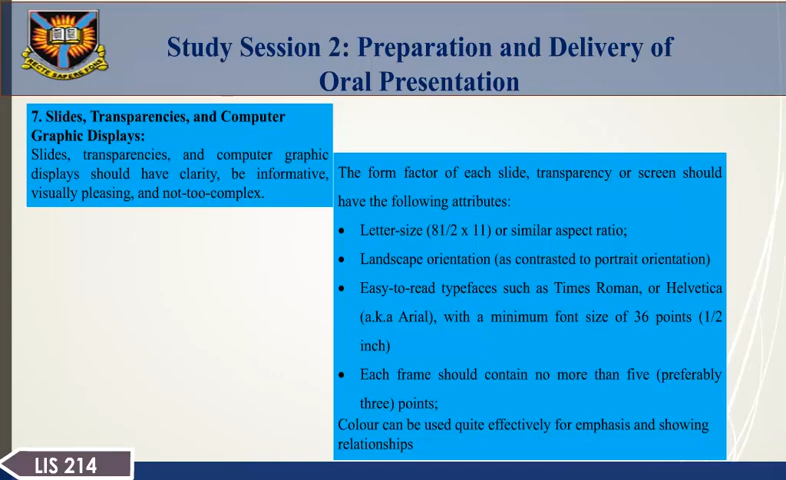 Study Session 2: Preparation and Delivery of
Oral Presentation
RECTE SAPERE FONS
7. Slides, Transparencies, and Computer
Graphic Displays:
Slides, transparencies, and computer graphic
displays should have clarity, be informative,
visually pleasing, and not-too-complex.
The form factor of each slide, transparency or screen should
have the following attributes:
• Letter-size (81/2 x 11) or similar aspect ratio;
• Landscape orientation (as contrasted to portrait orientation)
• Easy-to-read typefaces such as Times Roman, or Helvetica
(a.k.a Arial), with a minimum font size of 36 points (1/2
inch)
• Each frame should contain no more than five (preferably
three) points;
Colour can be used quite effectively for emphasis and showing
relationships
LIS 214